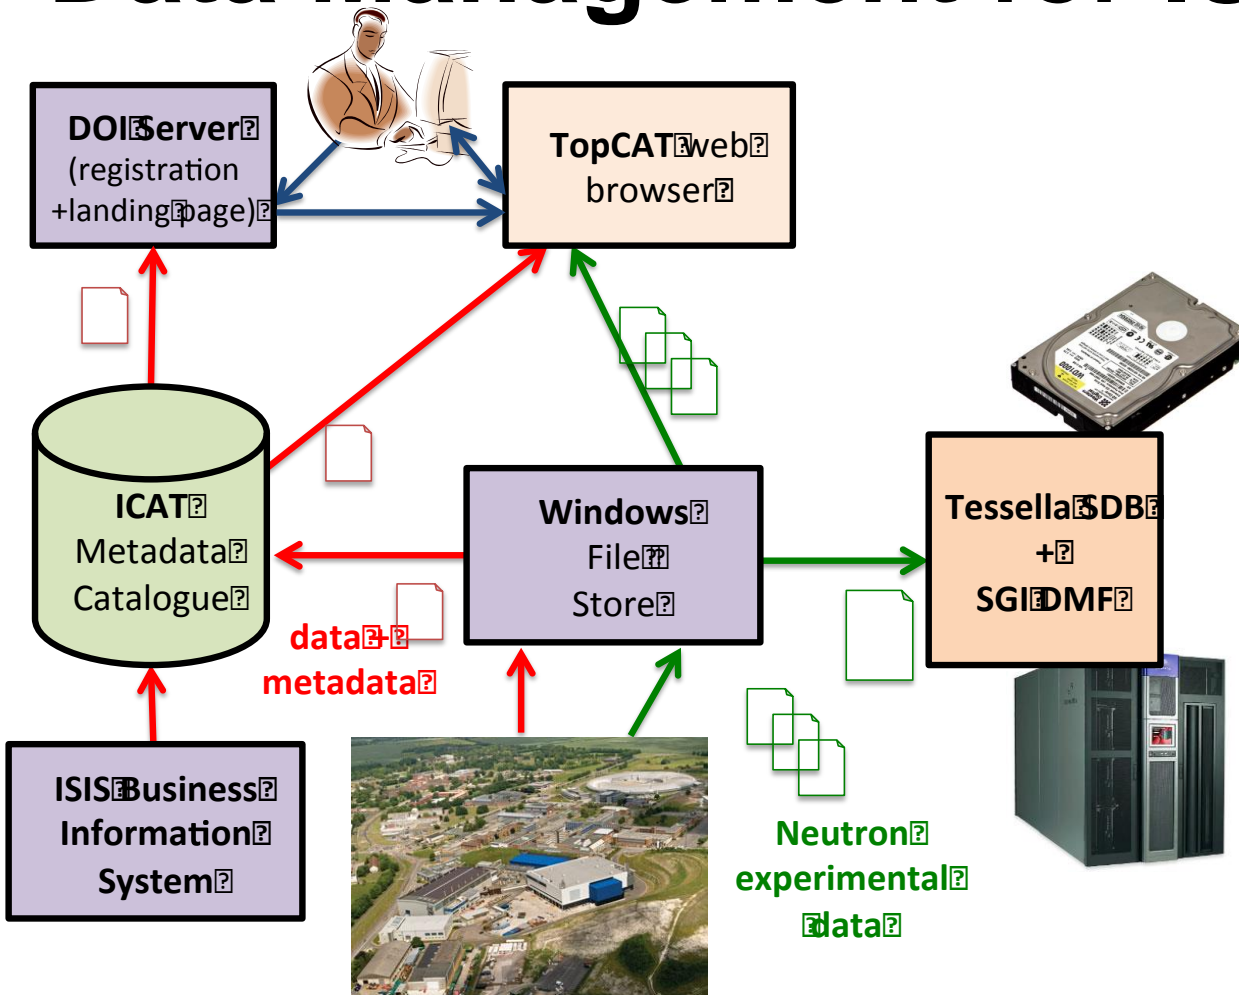 DOI Server
(registration
+landing page)
TopCAT web
browser
ICAT
Metadata
Catalogue
Windows
File
Store
Tessella SDB
+
SGI DMF
data +
metadata
ISIS Business
Information
System
Neutron
experimental
data